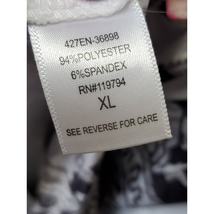 427EN-36898
94%POLYESTER
6%SPANDEX
RN#119794
XL
SEE REVERSE FOR CARE